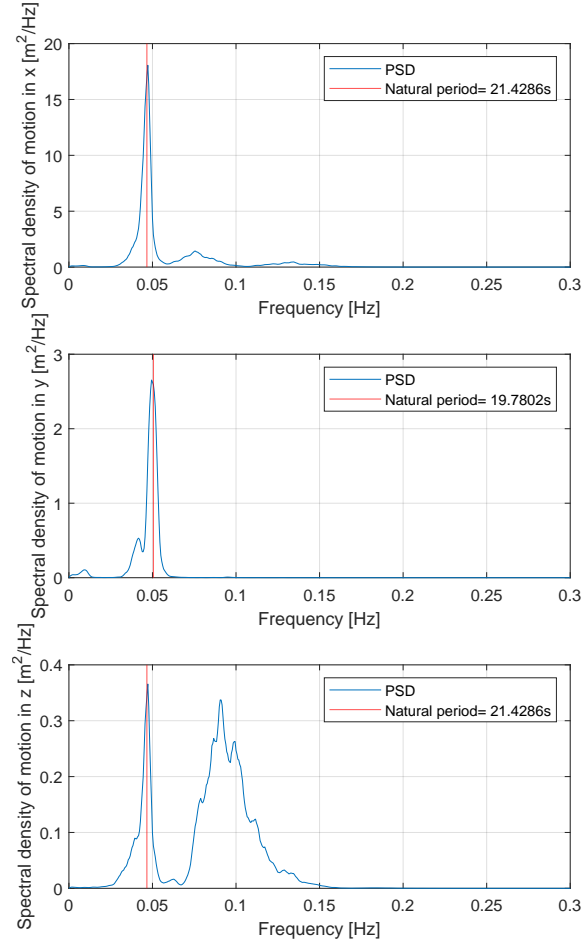 Spectral density of motion in x [m²/Hz]
20
15
10
5
0
PSD
Natural period= 21.4286s
0 0.05 0.1 0.15 0.2 0.25 0.3
Frequency [Hz]
Spectral density of motion in y [m²/Hz]
3
2
1
0
PSD
Natural period= 19.7802s
0 0.05 0.1 0.15 0.2 0.25 0.3
Frequency [Hz]
Spectral density of motion in z [m²/Hz]
0.4
0.3
0.2
0.1
0
PSD
Natural period= 21.4286s
0 0.05 0.1 0.15 0.2 0.25 0.3
Frequency [Hz]